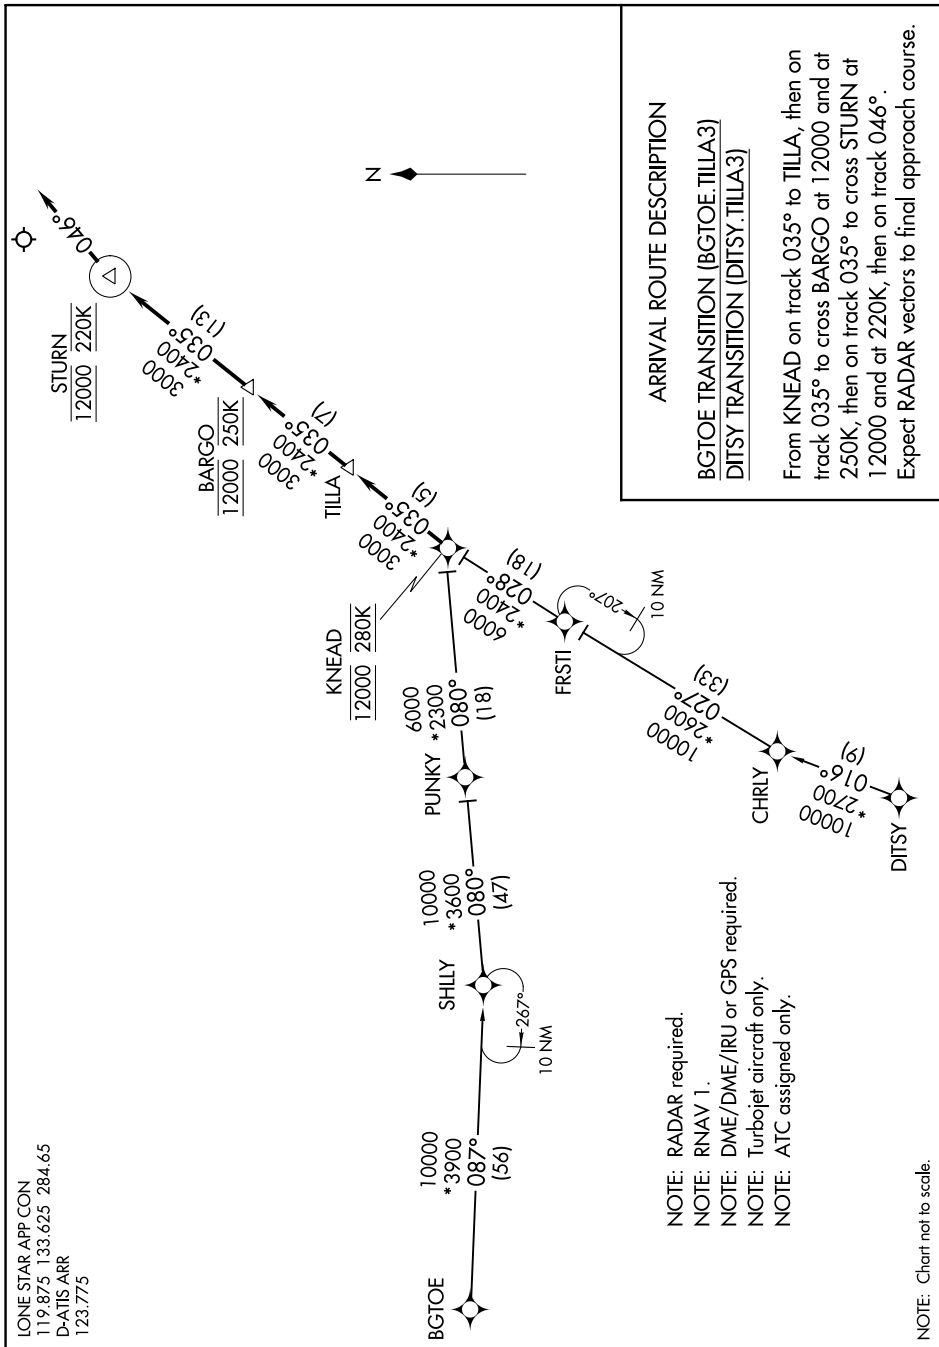 LONE STAR APP CON
119.875 133.625 284.65
D-ATIS ARR
123.775
STURN
12000 220K
046°
3000
*2400
035°
(13)
BARGO
12000 250K
3000
*2400
035°
(7)
TILLA
3000
*2400
035°
(5)
KNEAD
12000 280K
N
6000
*2400
028°
(18)
FRSTI
207°
10 NM
10000
*2600
027°
(33)
CHRLY
10000
*2700
016°
(9)
DITSY
6000
*2300
080°
(18)
PUNKY
10000
*3600
080°
(47)
SHLLY
267°
10 NM
10000
*3900
087°
(56)
BGTOE
NOTE: RADAR required.
NOTE: RNAV 1.
NOTE: DME/DME/IRU or GPS required.
NOTE: Turbojet aircraft only.
NOTE: ATC assigned only.
NOTE: Chart not to scale.
ARRIVAL ROUTE DESCRIPTION
BGTOE TRANSITION (BGTOE.TILLA3)
DITSY TRANSITION (DITSY.TILLA3)
From KNEAD on track 035° to TILLA, then on
track 035° to cross BARGO at 12000 and at
250K, then on track 035° to cross STURN at
12000 and at 220K, then on track 046°.
Expect RADAR vectors to final approach course.